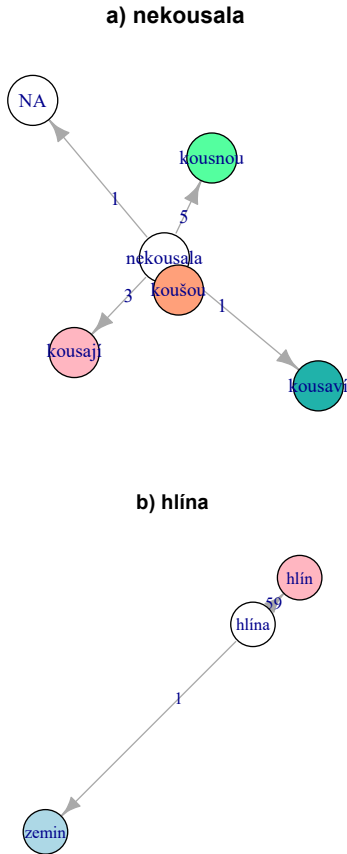 a) nekousala
NA
kousnou
1
5
nekousala
koušou
3
1
kousají
kousaví
b) hlína
hlín
59
hlína
1
zemin